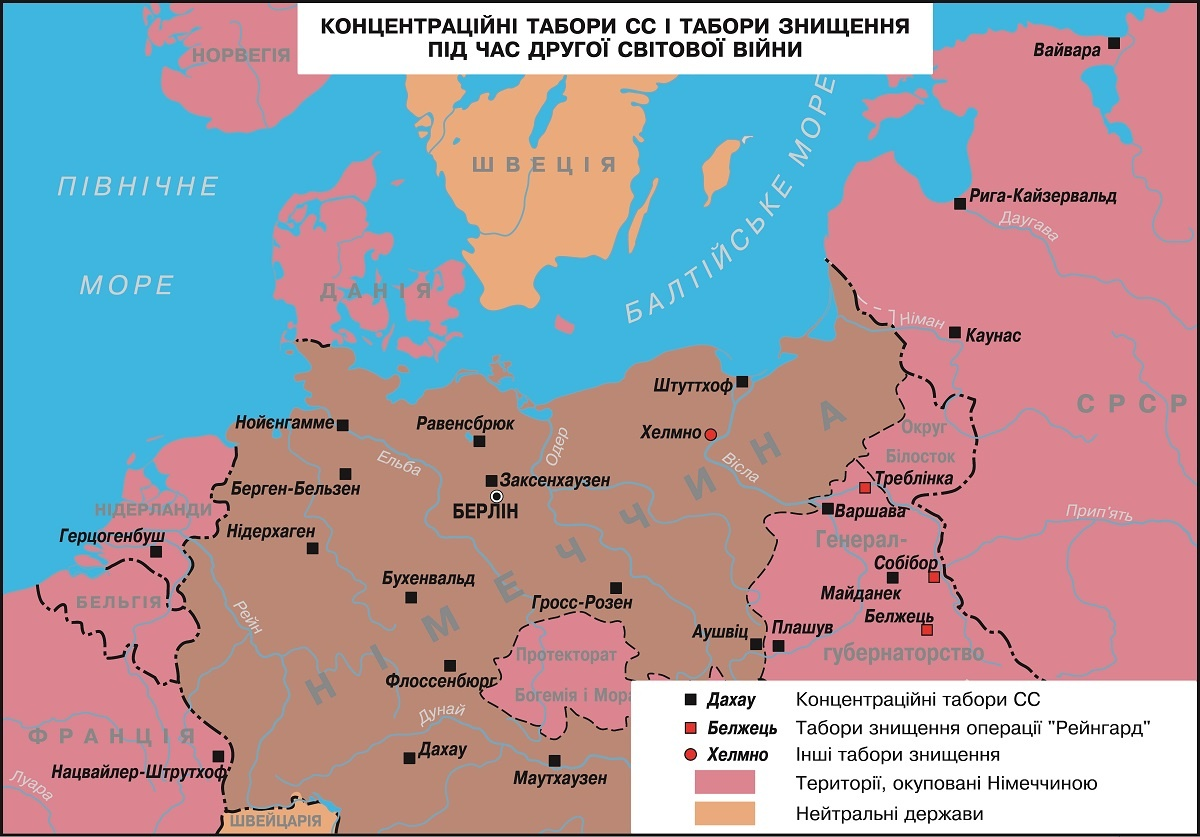 КОНЦЕНТРАЦІЙНІ ТАБОРИ СС І ТАБОРИ ЗНИЩЕННЯ
ПІД ЧАС ДРУГОЇ СВІТОВОЇ ВІЙНИ
НОРВЕГІЯ
Вайвара
ШВЕЦІЯ
ПІВНІЧНЕ
МОРЕ
БАЛТІЙСЬКЕ МОРЕ
Рига-Кайзервальд
Даугава
ДАНІЯ
Німан
Каунас
Штуттхоф
СРСР
Нойєнгамме
Равенсбрюк
Хелмно
Округ
Білосток
Ельба
Одер
Вісла
Треблінка
Берген-Бельзен
Заксенхаузен
БЕРЛІН
НІДЕРЛАНДИ
Варшава
Прип'ять
Герцогенбуш
Нідерхаген
Генерал-
губернаторство
Собібор
Майданек
Белжець
Бухенвальд
Гросс-Розен
БЕЛЬГІЯ
Рейн
НІМЕЧЧИНА
Аушвіц
Плашув
Протекторат
Богемія і Мора
Флоссенбург
Дунай
ФРАНЦІЯ
Нацвайлер-Штрутхоф
Дахау
Маутхаузен
Луара
ШВЕЙЦАРІЯ
Дахау Концентраційні табори СС
Белжець Табори знищення операції "Рейнгард"
Хелмно Інші табори знищення
Території, окуповані Німеччиною
Нейтральні держави